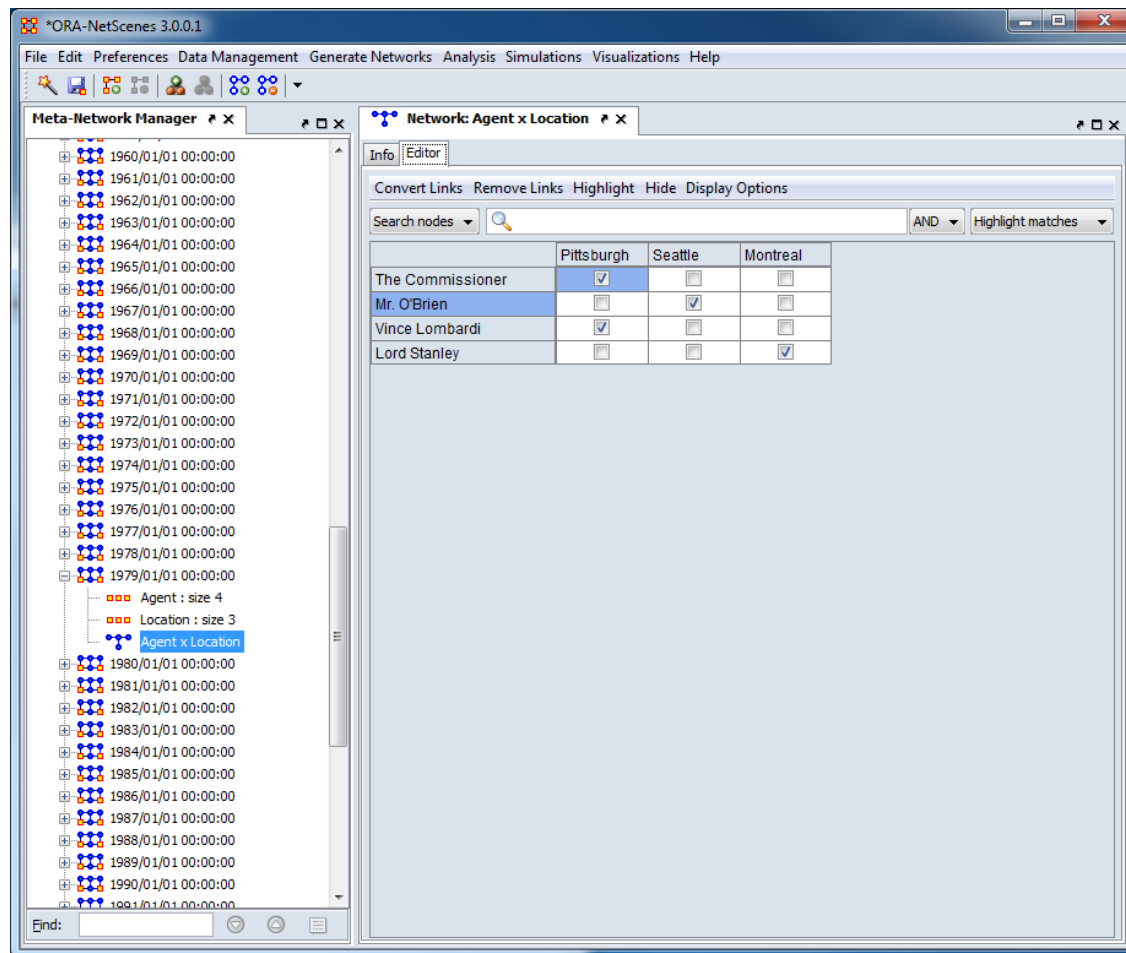 *ORA-NetScenes 3.0.0.1
File Edit Preferences Data Management Generate Networks Analysis Simulations Visualizations Help
Meta-Network Manager
1960/01/01 00:00:00
1961/01/01 00:00:00
1962/01/01 00:00:00
1963/01/01 00:00:00
1964/01/01 00:00:00
1965/01/01 00:00:00
1966/01/01 00:00:00
1967/01/01 00:00:00
1968/01/01 00:00:00
1969/01/01 00:00:00
1970/01/01 00:00:00
1971/01/01 00:00:00
1972/01/01 00:00:00
1973/01/01 00:00:00
1974/01/01 00:00:00
1975/01/01 00:00:00
1976/01/01 00:00:00
1977/01/01 00:00:00
1978/01/01 00:00:00
1979/01/01 00:00:00
Agent : size 4
Location : size 3
Agent x Location
1980/01/01 00:00:00
1981/01/01 00:00:00
1982/01/01 00:00:00
1983/01/01 00:00:00
1984/01/01 00:00:00
1985/01/01 00:00:00
1986/01/01 00:00:00
1987/01/01 00:00:00
1988/01/01 00:00:00
1989/01/01 00:00:00
1990/01/01 00:00:00
1991/01/01 00:00:00
Find:
Network: Agent x Location
Info Editor
Convert Links Remove Links Highlight Hide Display Options
Search nodes AND Highlight matches
Pittsburgh Seattle Montreal
The Commissioner
Mr. O'Brien
Vince Lombardi
Lord Stanley